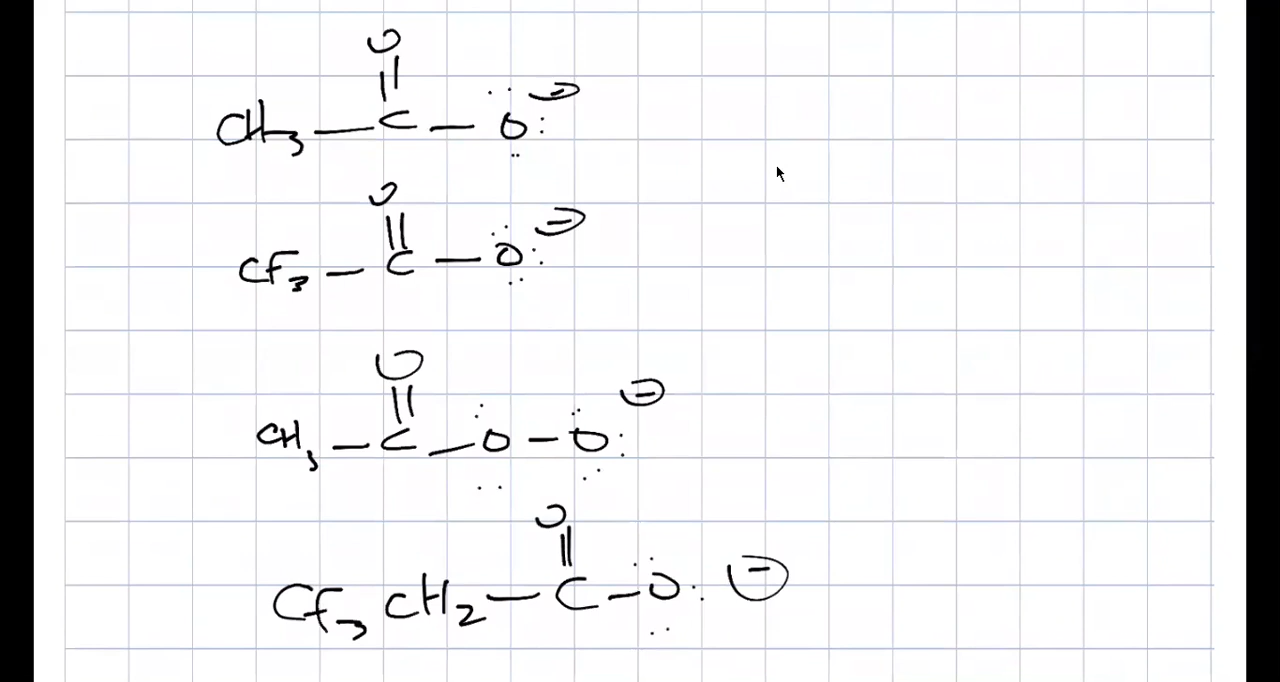 O
||
CH3 — C — O: ⊖
O
||
CF3 — C — O: ⊖
O
||
CH3 — C — O — O: ⊖
O
||
CF3 CH2 — C — O: ⊖